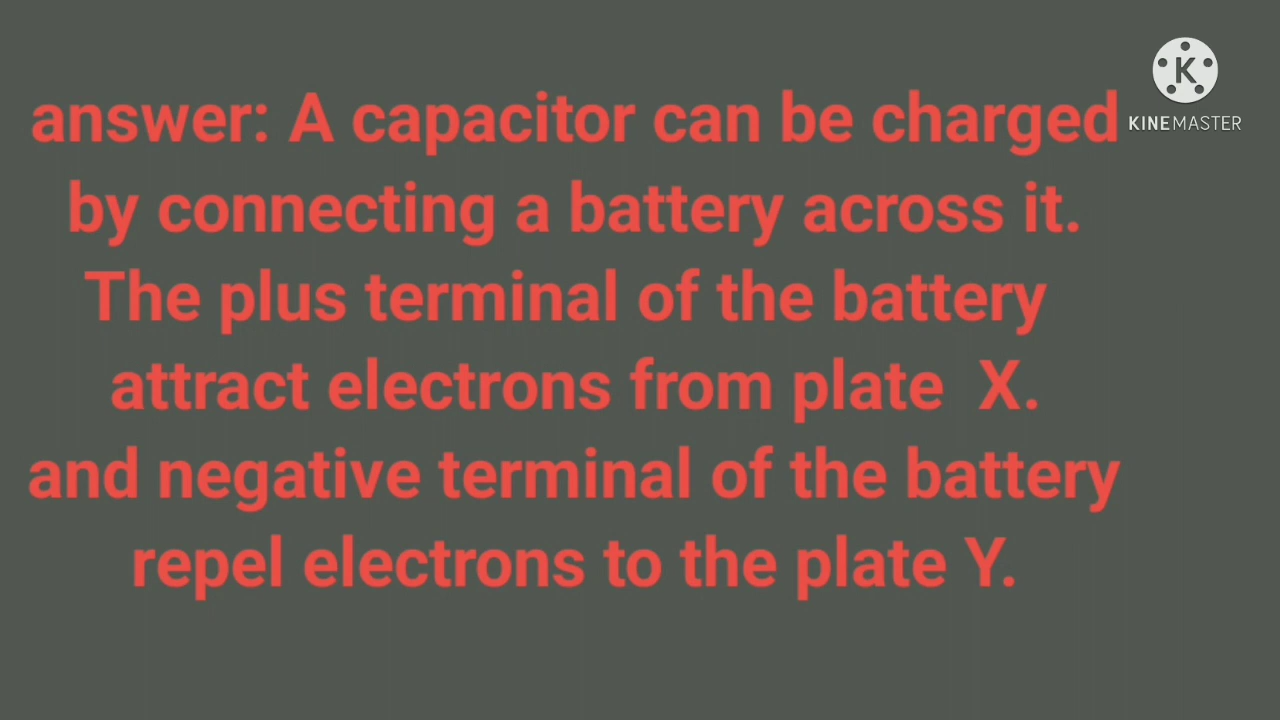 answer: A capacitor can be charged
by connecting a battery across it.
The plus terminal of the battery
attract electrons from plate X.
and negative terminal of the battery
repel electrons to the plate Y.
K
KINEMASTER